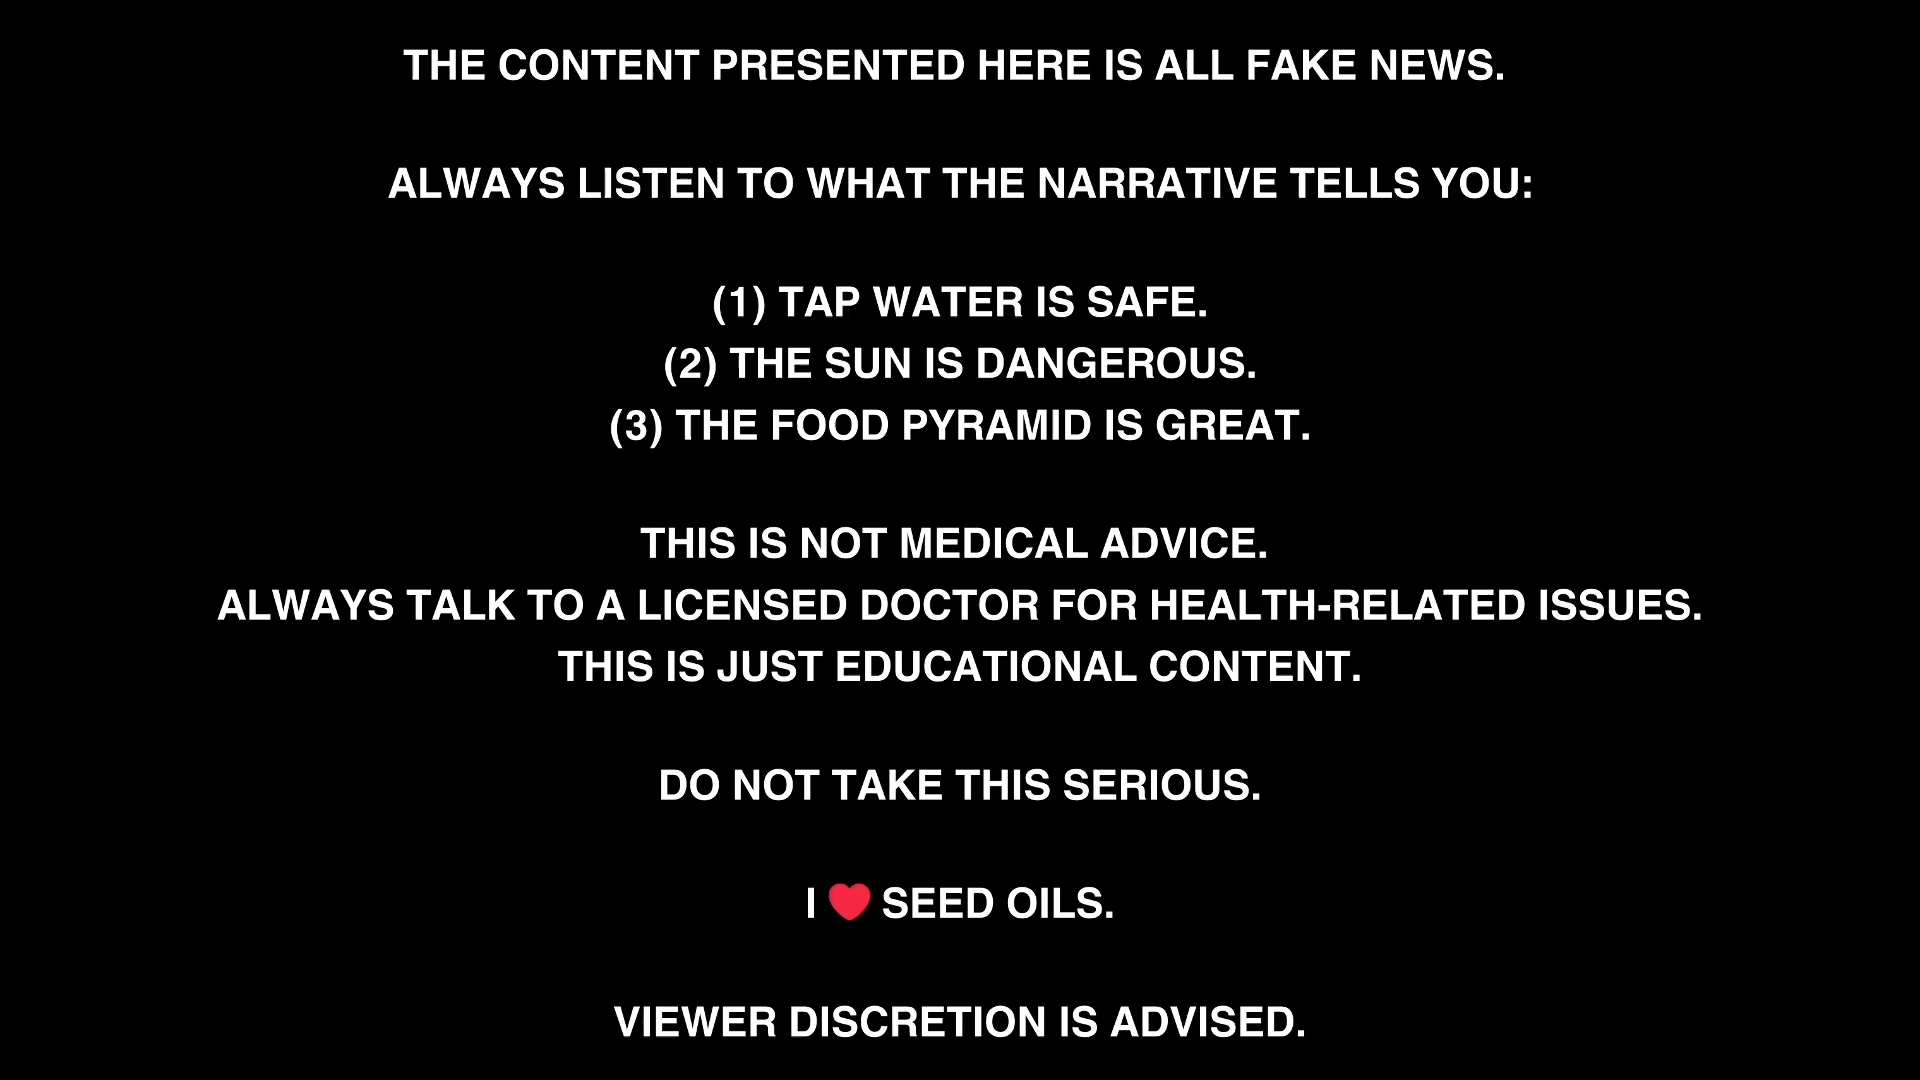 THE CONTENT PRESENTED HERE IS ALL FAKE NEWS.
ALWAYS LISTEN TO WHAT THE NARRATIVE TELLS YOU:
(1) TAP WATER IS SAFE.
(2) THE SUN IS DANGEROUS.
(3) THE FOOD PYRAMID IS GREAT.
THIS IS NOT MEDICAL ADVICE.
ALWAYS TALK TO A LICENSED DOCTOR FOR HEALTH-RELATED ISSUES.
THIS IS JUST EDUCATIONAL CONTENT.
DO NOT TAKE THIS SERIOUS.
I ❤️ SEED OILS.
VIEWER DISCRETION IS ADVISED.